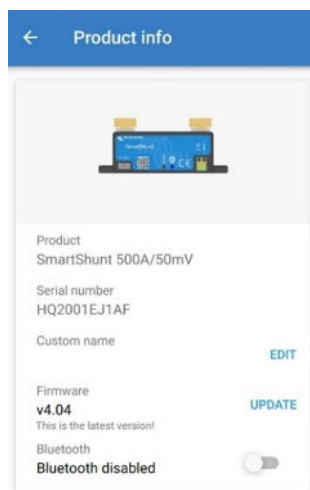 Product info
Product
SmartShunt 500A/50mV
Serial number
HQ2001EJ1AF
Custom name
EDIT
Firmware
v4.04
UPDATE
This is the latest version!
Bluetooth
Bluetooth disabled